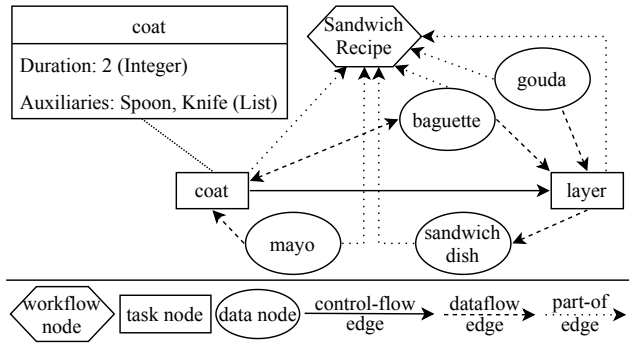 coat
Duration: 2 (Integer)
Auxiliaries: Spoon, Knife (List)
Sandwich
Recipe
gouda
baguette
coat
layer
mayo
sandwich
dish
workflow
node
task node
data node
control-flow
edge
dataflow
edge
part-of
edge